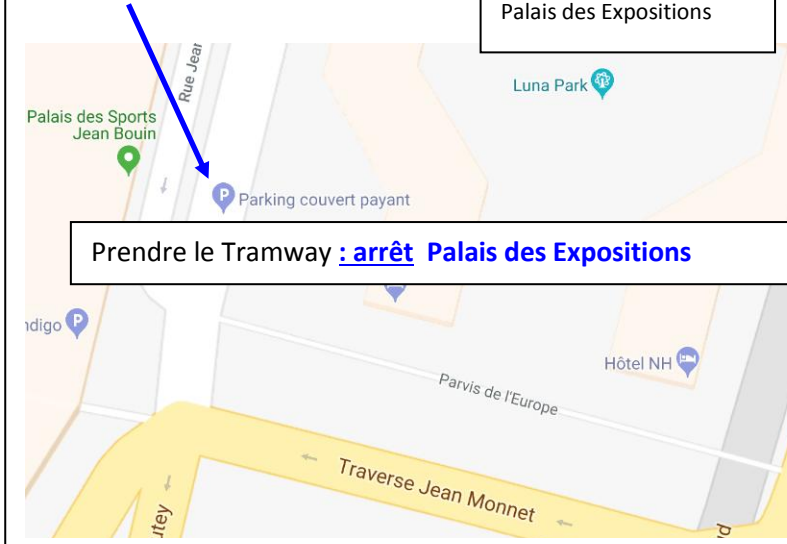 Palais des Expositions
Rue Jean
Luna Park
Palais des Sports
Jean Bouin
P
Parking couvert payant
Prendre le Tramway : arrêt Palais des Expositions
ndigo P
Hôtel NH
Parvis de l'Europe
Traverse Jean Monnet
utey